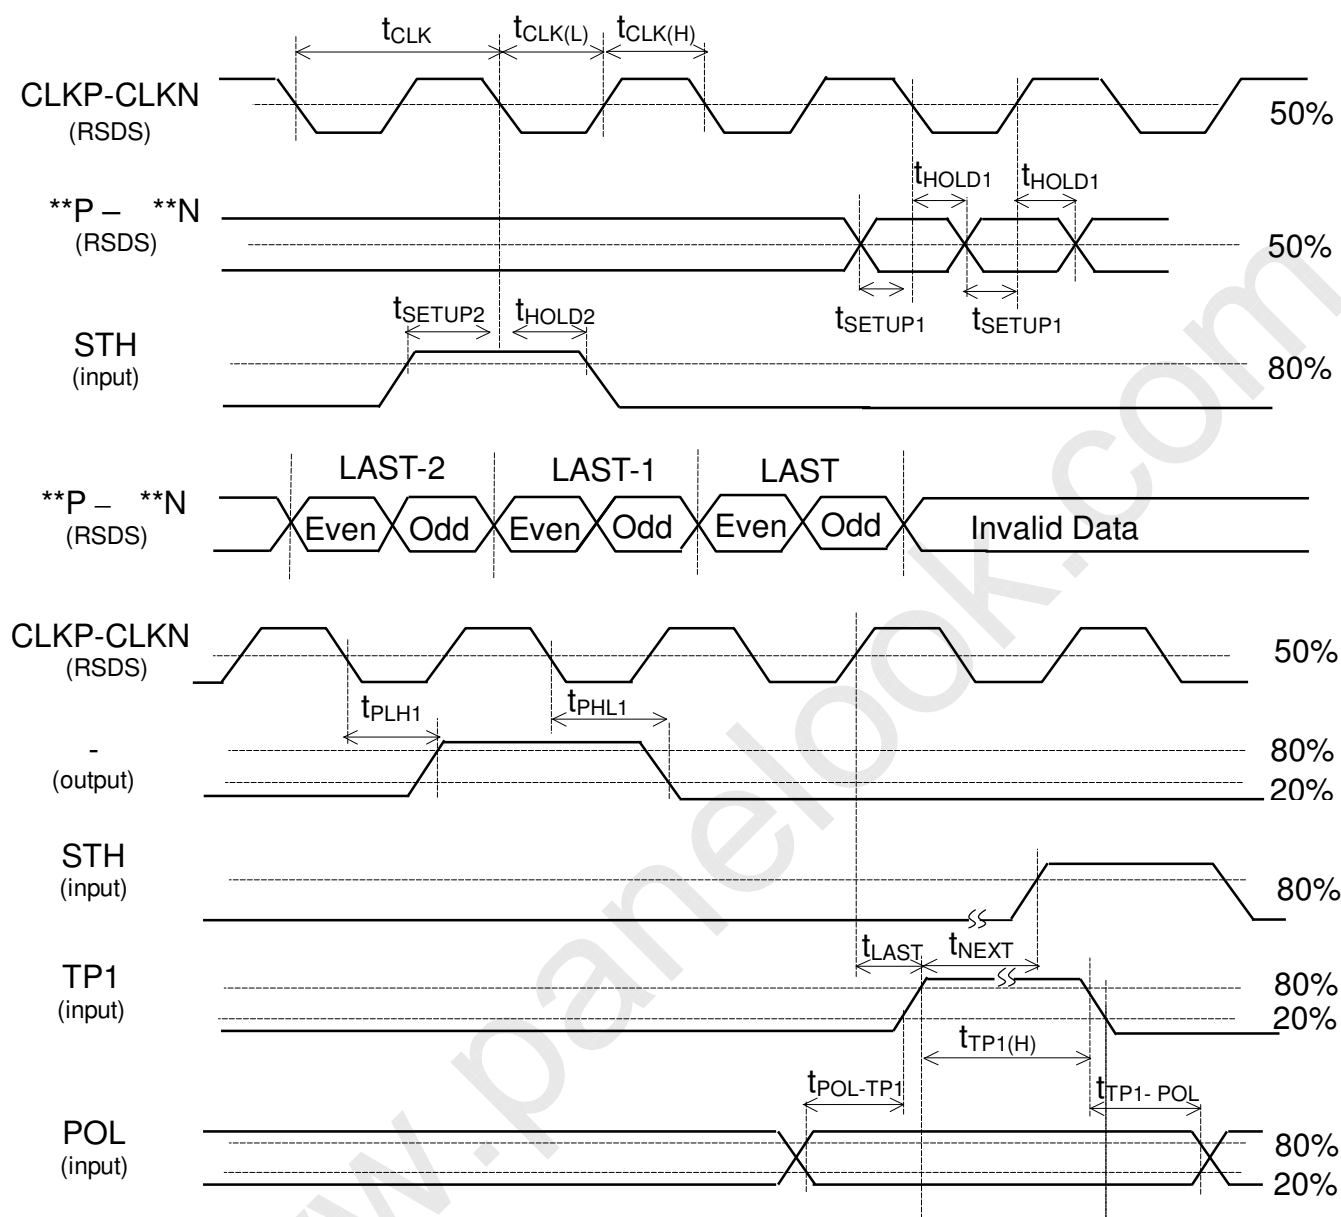 tCLK tCLK(L) tCLK(H)
CLKP-CLKN
(RSDS)
50%
tHOLD1 tHOLD1
**P – **N
(RSDS)
50%
tSETUP1 tSETUP1
tSETUP2 tHOLD2
STH
(input)
80%
LAST-2 LAST-1 LAST
**P – **N
(RSDS)
Even Odd Even Odd Even Odd Invalid Data
CLKP-CLKN
(RSDS)
50%
tPLH1 tPHL1
-
(output)
80%
20%
STH
(input)
80%
tLAST tNEXT
TP1
(input)
80%
20%
tTP1(H)
tPOL-TP1 tTP1- POL
POL
(input)
80%
20%
w.panelook.com